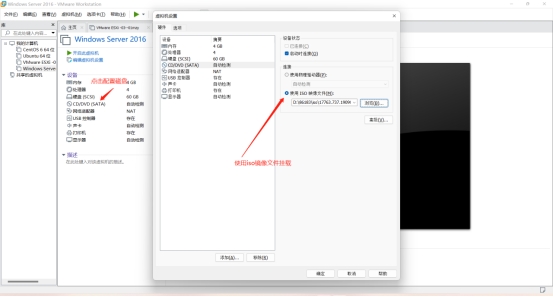 Windows Server 2016 - VMware Workstation
文件(F) 编辑(E) 查看(V) 虚拟机(M) 选项卡(T) 帮助(H)
库
在此处键入内容进行搜索
我的计算机
CentOS 6 64 位
Ubuntu 64 位
Windows Server
共享的虚拟机
主页
Windows Server 2016
开启此虚拟机
编辑虚拟机设置
设备
点击配置磁盘
内存 4 GB
处理器 4
硬盘 (SCSI) 60 GB
CD/DVD (SATA) 自动检测
网络适配器 NAT
USB 控制器 存在
声卡 自动检测
打印机 存在
显示器 自动检测
描述
在此处键入对该虚拟机的描述。
虚拟机设置
硬件 选项
设备 摘要
内存 4 GB
处理器 4
硬盘 (SCSI) 60 GB
CD/DVD (SATA) 自动检测
网络适配器 NAT
USB 控制器 存在
声卡 自动检测
打印机 存在
显示器 自动检测
设备状态
已连接(C)
启动时连接(O)
连接
使用物理驱动器(P):
自动检测
使用 ISO 映像文件(M):
浏览(B)...
高级(V)...
使用iso镜像文件挂载
添加(A)... 移除(R)
确定 取消 帮助